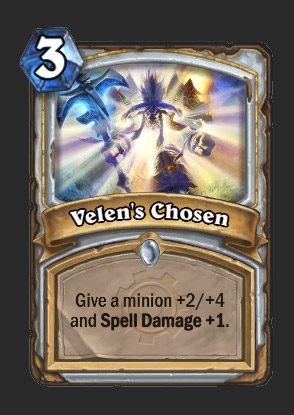 3
Velen's Chosen
Give a minion +2/+4
and Spell Damage +1.